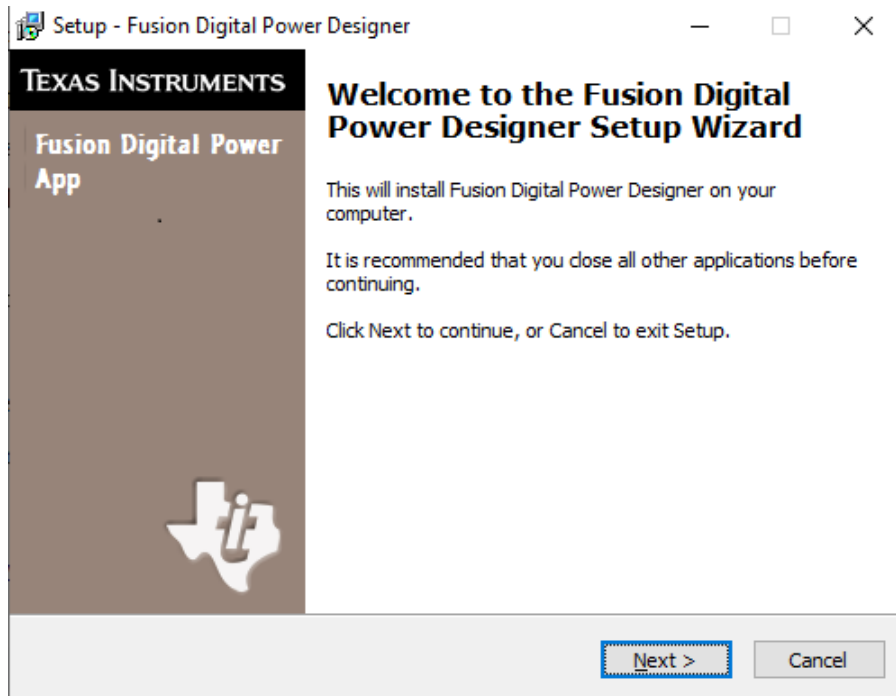 Setup - Fusion Digital Power Designer
TEXAS INSTRUMENTS
Fusion Digital Power
App
Welcome to the Fusion Digital
Power Designer Setup Wizard
This will install Fusion Digital Power Designer on your
computer.
It is recommended that you close all other applications before
continuing.
Click Next to continue, or Cancel to exit Setup.
ti
Next >
Cancel